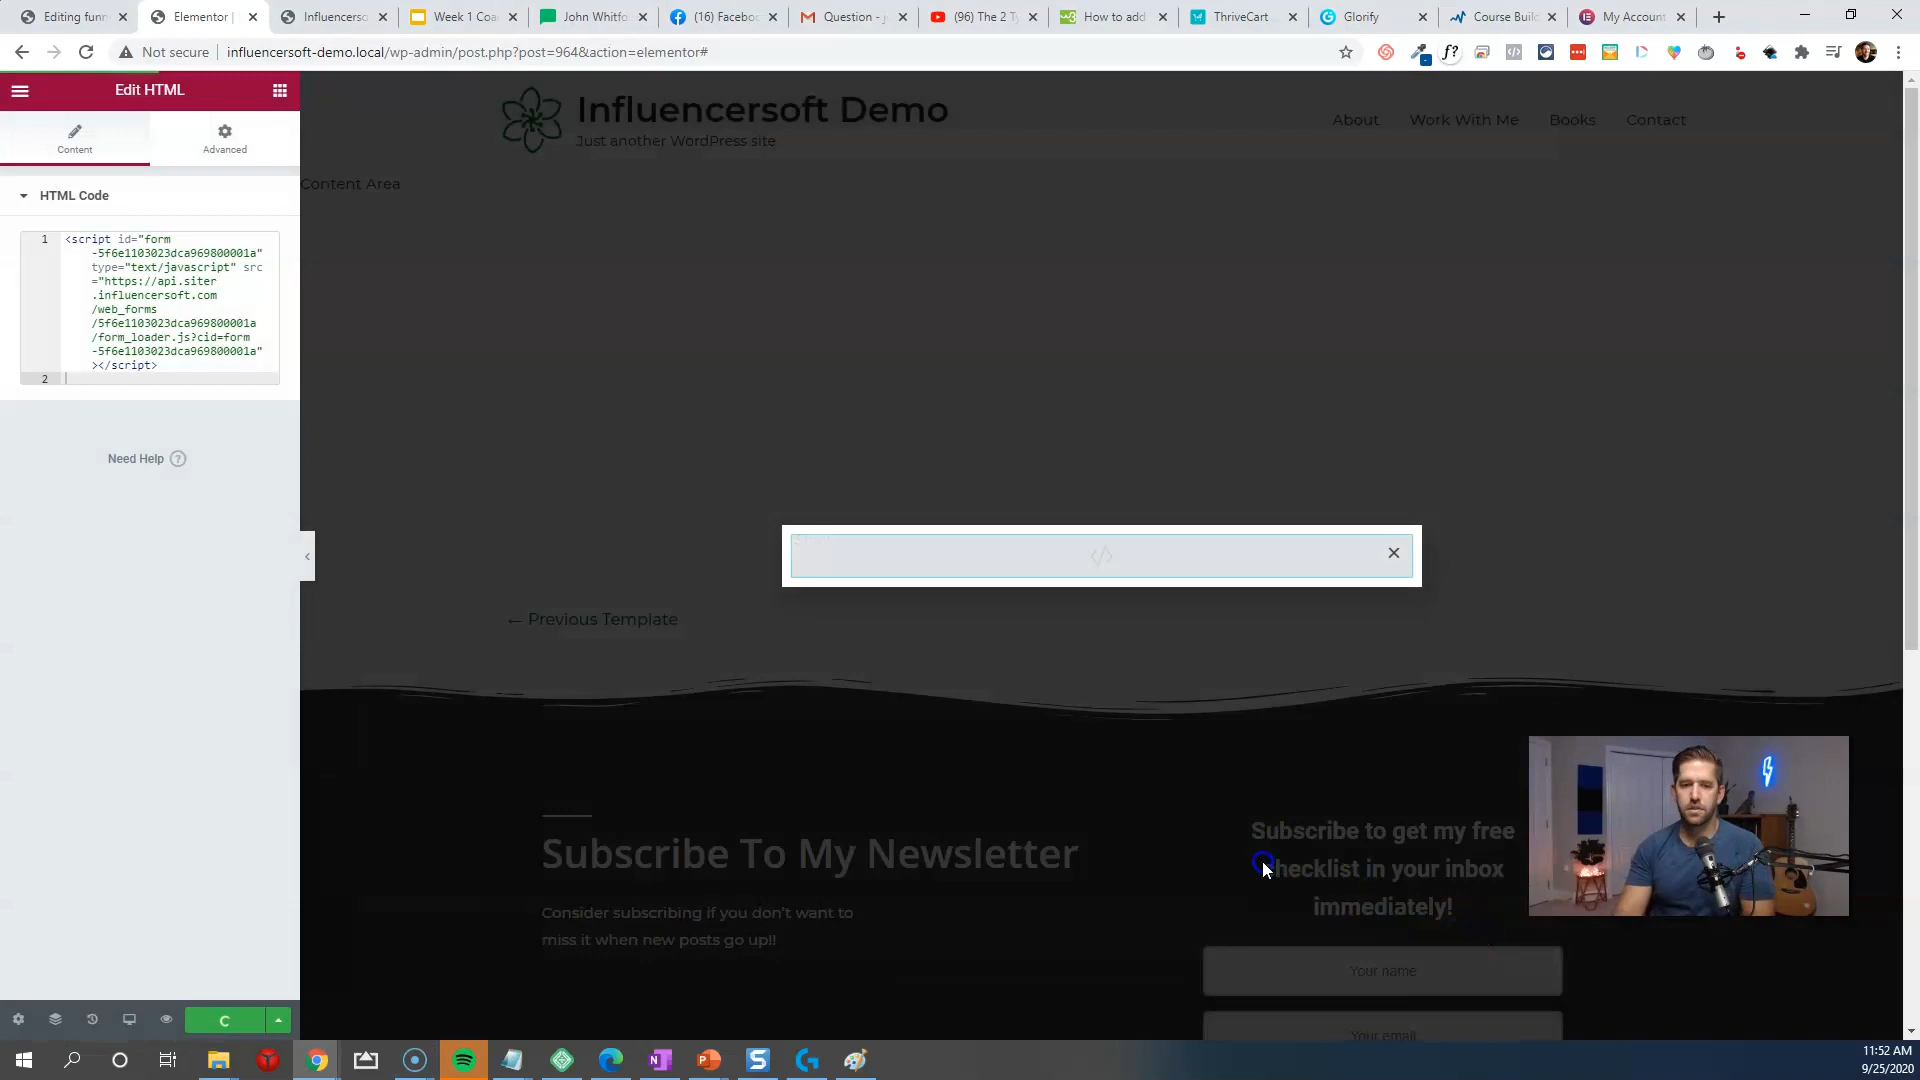 Editing funn
Elementor |
Influencerso
Week 1 Coa
John Whitfo
(16) Faceboo
Question - j
(96) The 2 Ty
How to add
ThriveCart
Glorify
Course Build
My Account
Not secure
influencersoft-demo.local/wp-admin/post.php?post=964&action=elementor#
Edit HTML
Content
Advanced
HTML Code
1 <script id="form
-5f6e1103023dca969800001a"
type="text/javascript" src
="https://api.siter
.influencersoft.com
/web_forms
/5f6e1103023dca969800001a
/form_loader.js?cid=form
-5f6e1103023dca969800001a"
></script>
2
Need Help
Influencersoft Demo
Just another WordPress site
About
Work With Me
Books
Contact
Content Area
← Previous Template
Subscribe To My Newsletter
Consider subscribing if you don't want to
miss it when new posts go up!!
Subscribe to get my free
checklist in your inbox
immediately!
Your name
Your email
11:52 AM
9/25/2020